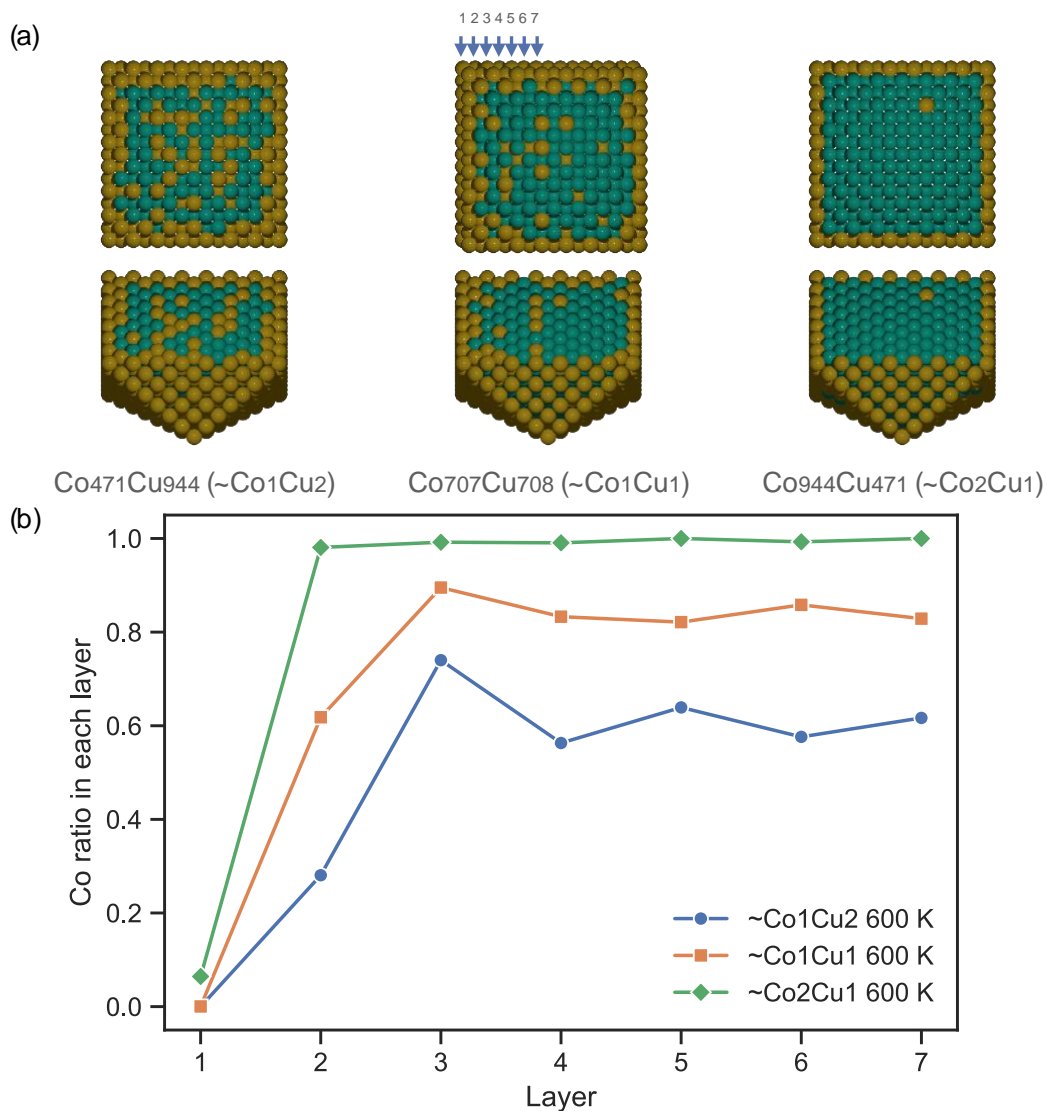 (a)
1 2 3 4 5 6 7
Co471Cu944 (~Co1Cu2)
Co707Cu708 (~Co1Cu1)
Co944Cu471 (~Co2Cu1)
(b)
1.0
0.8
0.6
0.4
0.2
0.0
Co ratio in each layer
~Co1Cu2 600 K
~Co1Cu1 600 K
~Co2Cu1 600 K
1 2 3 4 5 6 7
Layer